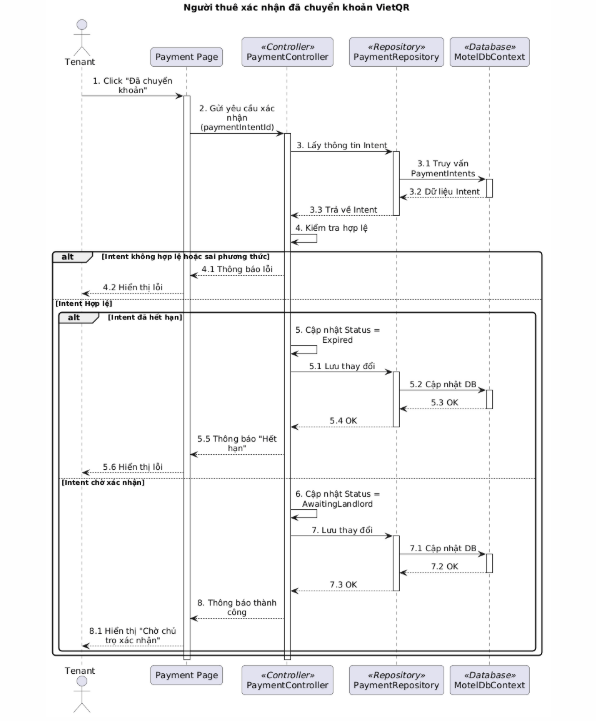 Người thuê xác nhận đã chuyển khoản VietQR
Tenant
Payment Page
«Controller»
PaymentController
«Repository»
PaymentRepository
«Database»
MotelDbContext
1. Click "Đã chuyển
khoản"
2. Gửi yêu cầu xác
nhận
(paymentIntentId)
3. Lấy thông tin Intent
3.1 Truy vấn
PaymentIntents
3.2 Dữ liệu Intent
3.3 Trả về Intent
4. Kiểm tra hợp lệ
alt [Intent không hợp lệ hoặc sai phương thức]
4.1 Thông báo lỗi
4.2 Hiển thị lỗi
[Intent Hợp lệ]
alt [Intent đã hết hạn]
5. Cập nhật Status =
Expired
5.1 Lưu thay đổi
5.2 Cập nhật DB
5.3 OK
5.4 OK
5.5 Thông báo "Hết
hạn"
5.6 Hiển thị lỗi
[Intent chờ xác nhận]
6. Cập nhật Status =
AwaitingLandlord
7. Lưu thay đổi
7.1 Cập nhật DB
7.2 OK
7.3 OK
8. Thông báo thành
công
8.1 Hiển thị "Chờ chủ
trọ xác nhận"
Tenant
Payment Page
«Controller»
PaymentController
«Repository»
PaymentRepository
«Database»
MotelDbContext